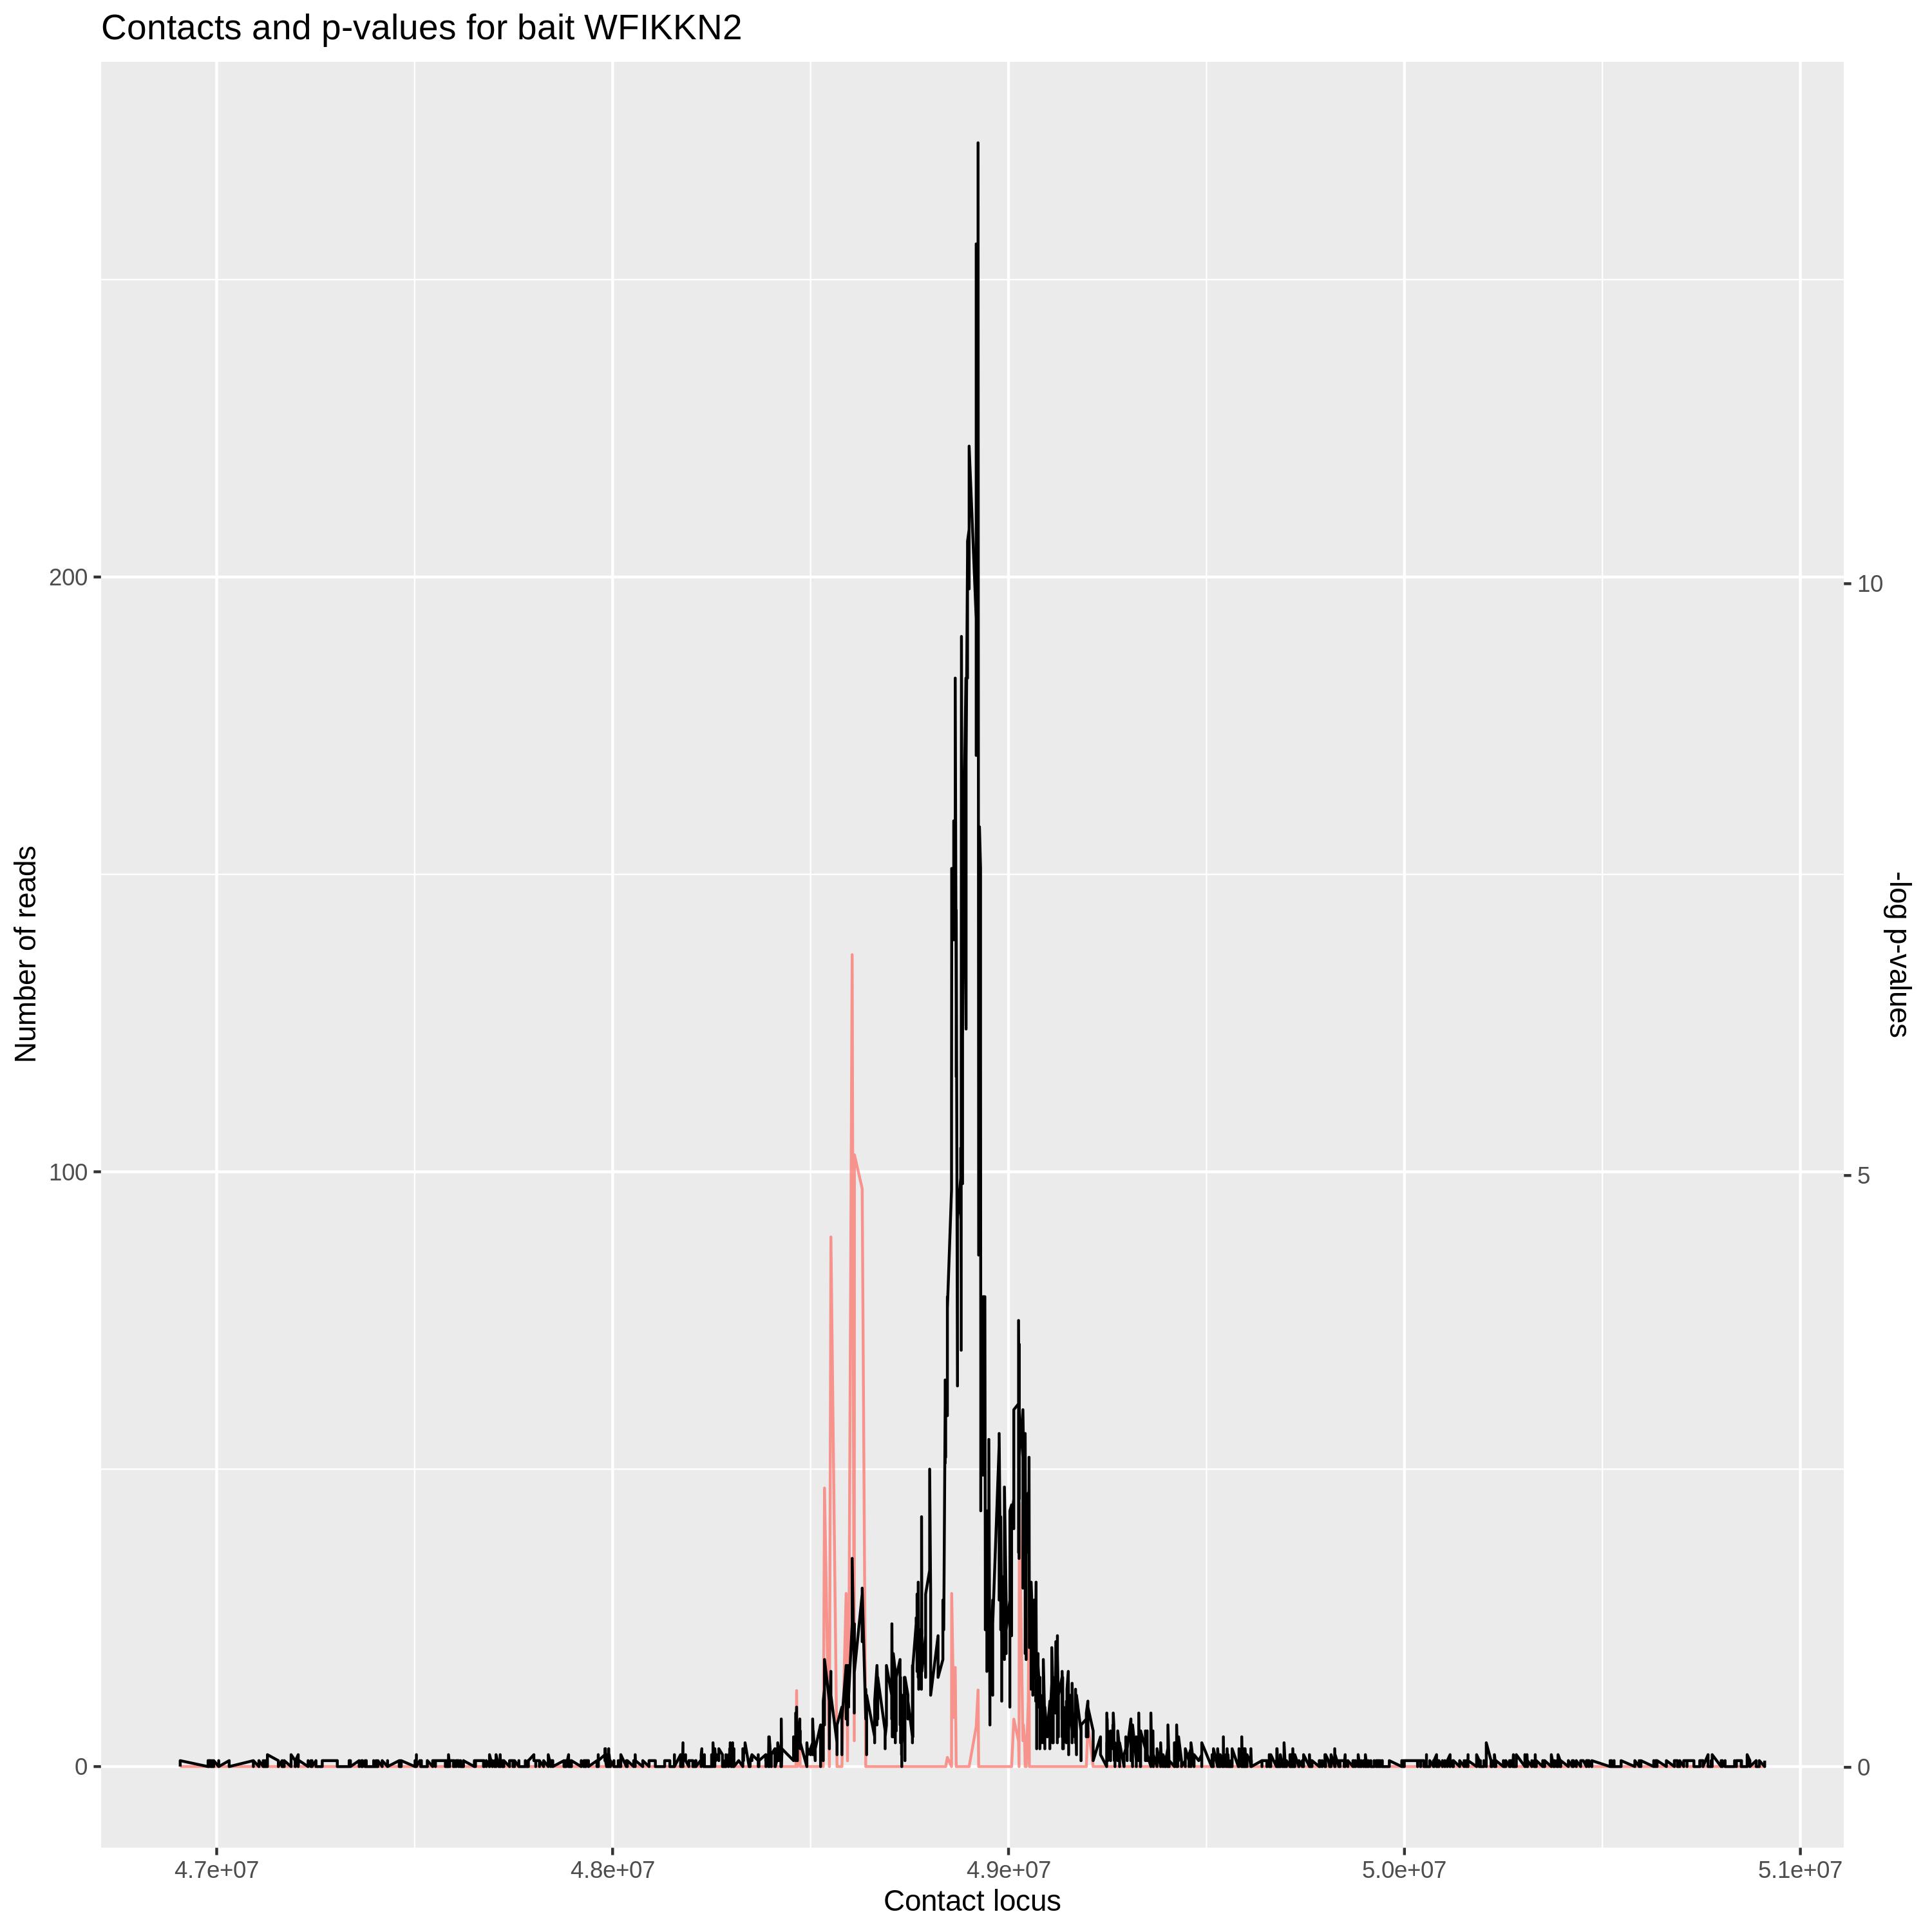 Contacts and p-values for bait WFIKKN2
Number of reads
200
100
0
10
5
0
-log p-values
4.7e+07 4.8e+07 4.9e+07 5.0e+07 5.1e+07
Contact locus